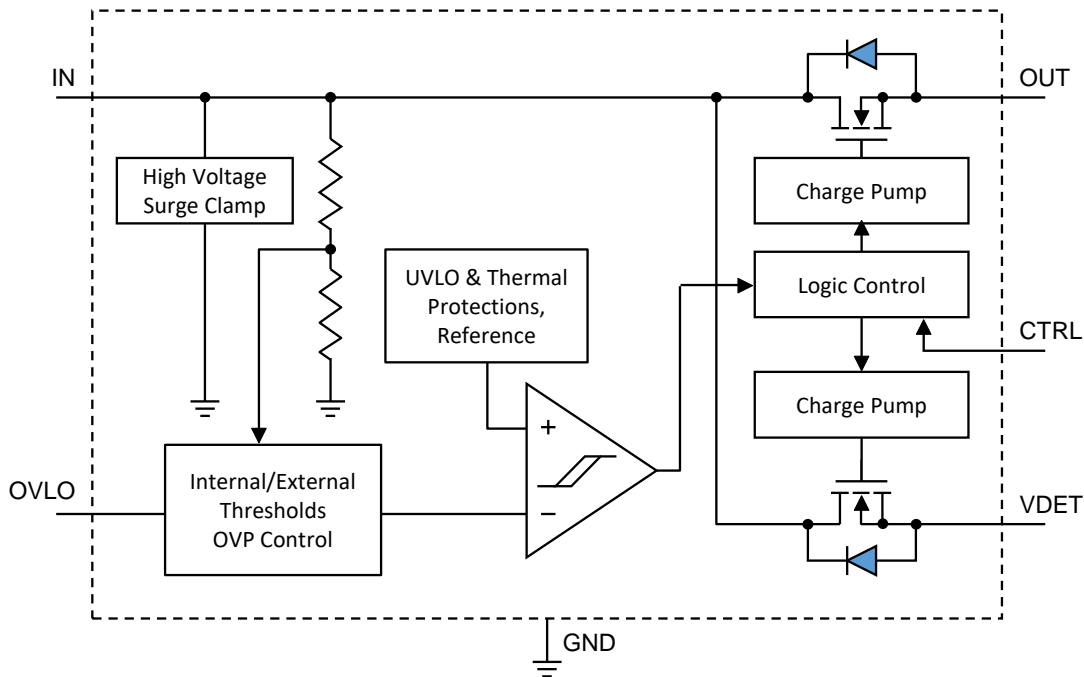 IN
OUT
High Voltage
Surge Clamp
Charge Pump
UVLO & Thermal
Protections,
Reference
Logic Control
CTRL
Charge Pump
+
Internal/External
Thresholds
OVP Control
OVLO
−
VDET
GND